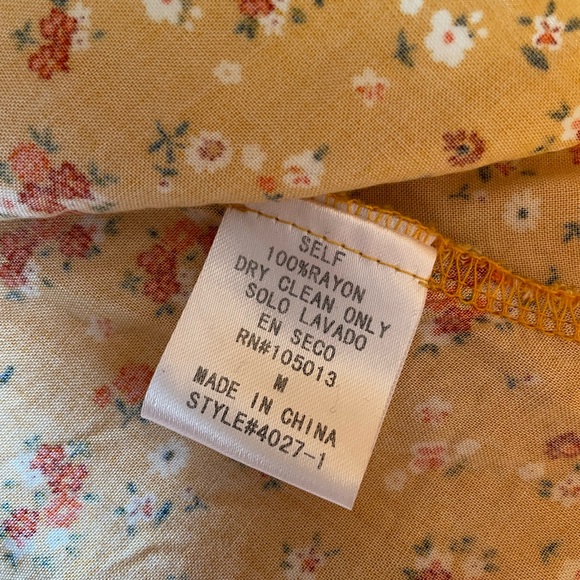 SELF
100%RAYON
DRY CLEAN ONLY
SOLO LAVADO
EN SECO
RN#105013
M
MADE IN CHINA
STYLE#4027-1